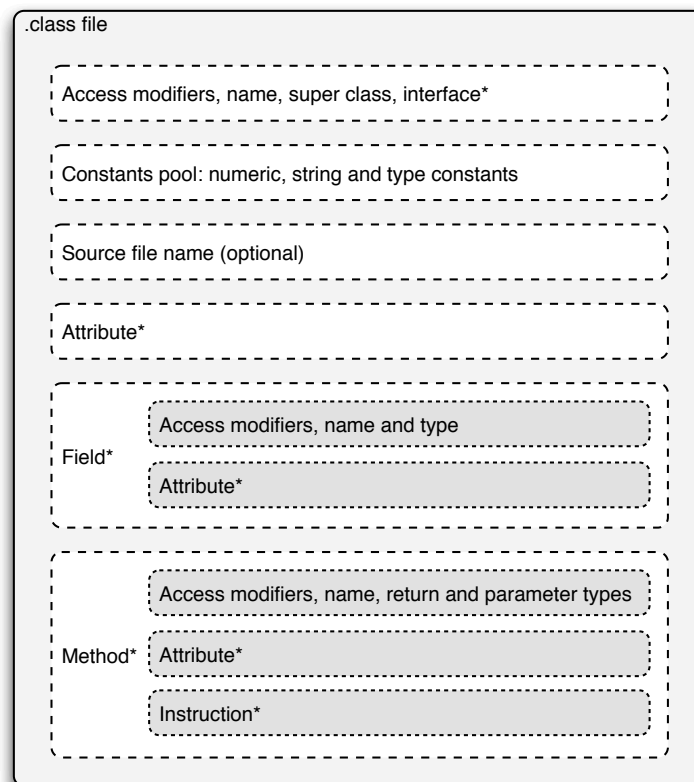 .class file
Access modifiers, name, super class, interface*
Constants pool: numeric, string and type constants
Source file name (optional)
Attribute*
Field*
Access modifiers, name and type
Attribute*
Method*
Access modifiers, name, return and parameter types
Attribute*
Instruction*